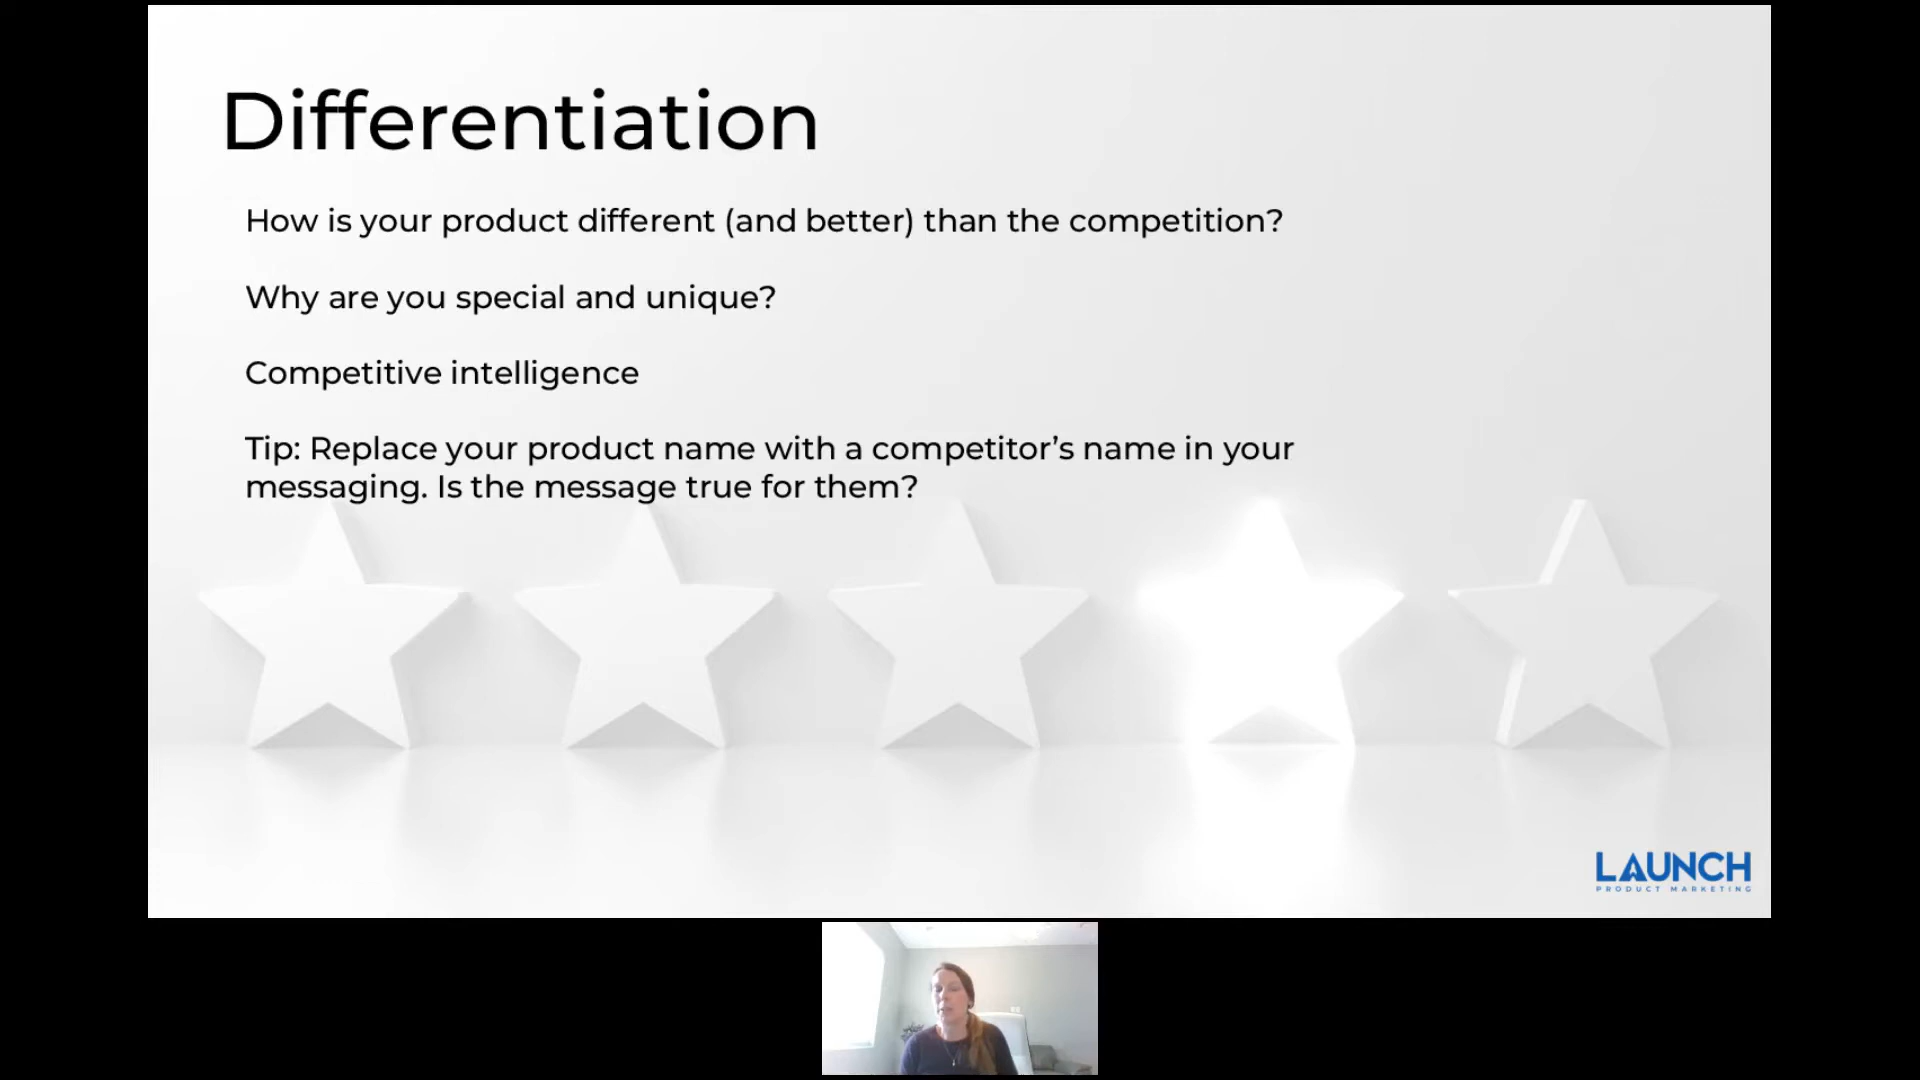 Differentiation
How is your product different (and better) than the competition?
Why are you special and unique?
Competitive intelligence
Tip: Replace your product name with a competitor’s name in your
messaging. Is the message true for them?
LAUNCH
PRODUCT MARKETING